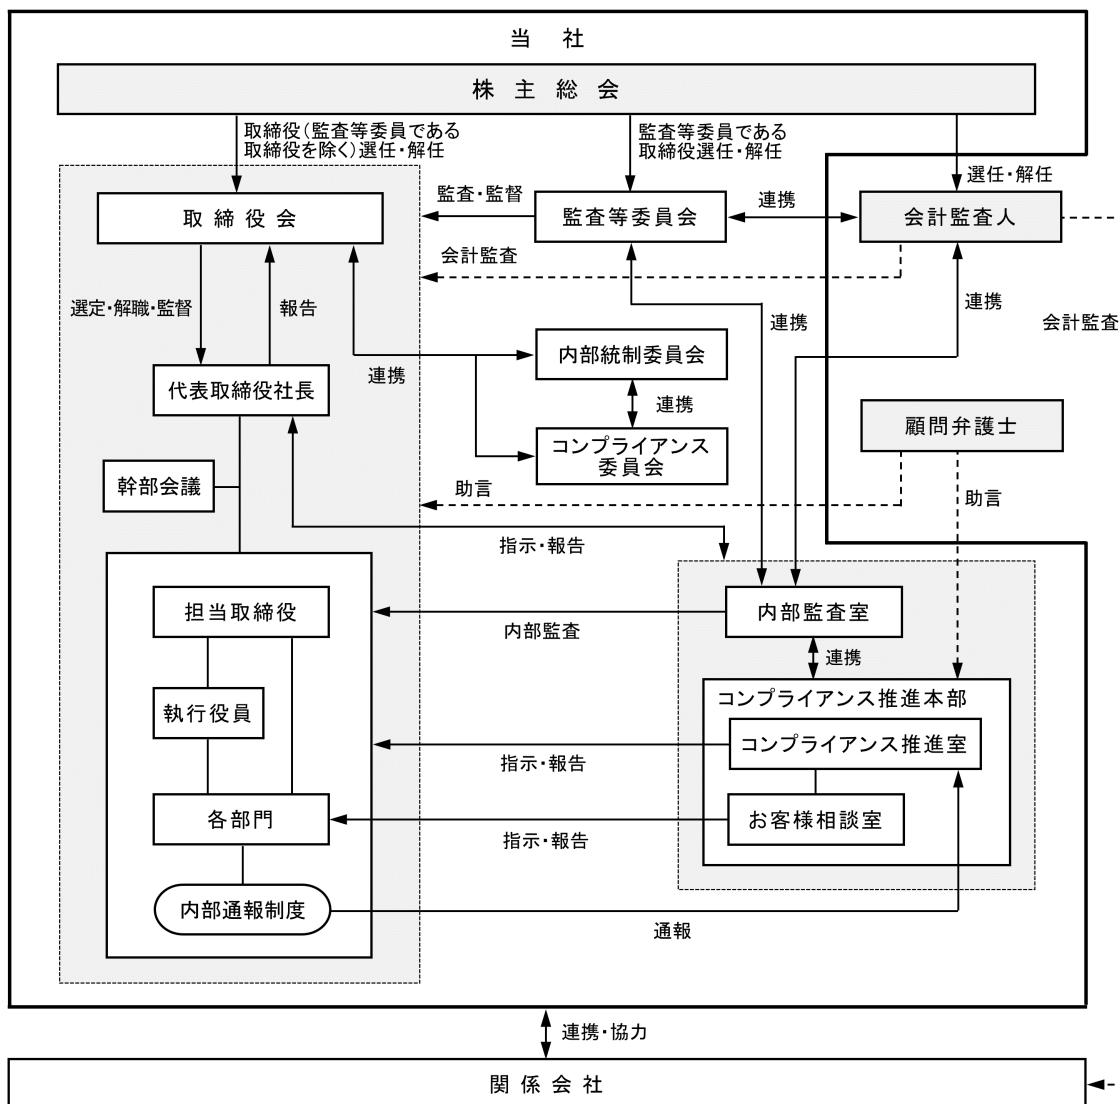 当社
株主総会
取締役(監査等委員である
取締役を除く)選任・解任
監査等委員である
取締役選任・解任
選任・解任
取締役会
監査・監督
監査等委員会
連携
会計監査人
会計監査
選定・解職・監督
報告
連携
連携
会計監査
内部統制委員会
連携
連携
代表取締役社長
コンプライアンス
委員会
顧問弁護士
幹部会議
助言
助言
指示・報告
担当取締役
内部監査
内部監査室
連携
執行役員
コンプライアンス推進本部
コンプライアンス推進室
指示・報告
各部門
お客様相談室
指示・報告
内部通報制度
通報
連携・協力
関係会社